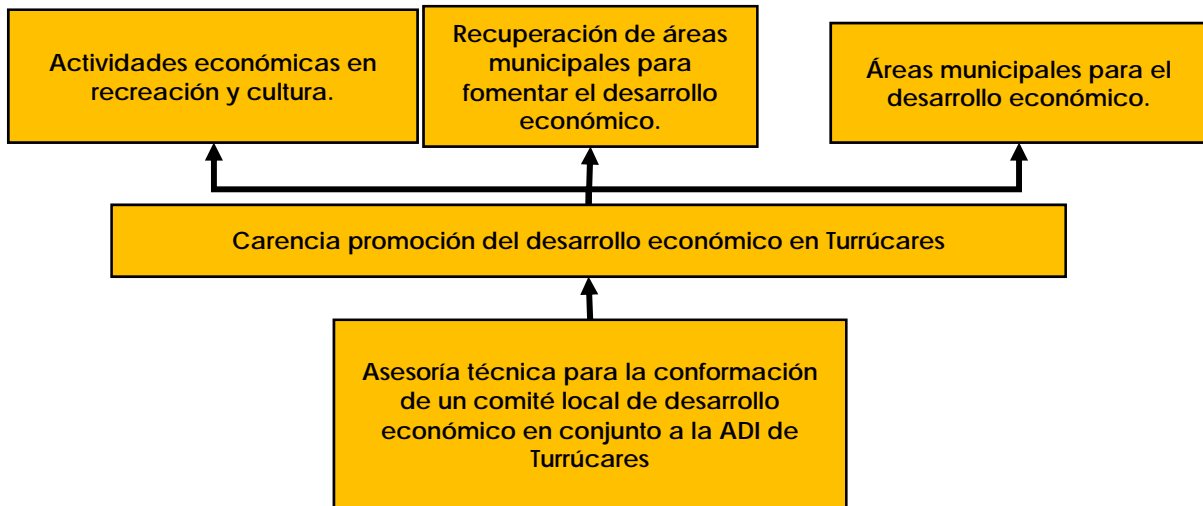 Actividades económicas en
recreación y cultura.
Recuperación de áreas
municipales para
fomentar el desarrollo
económico.
Áreas municipales para el
desarrollo económico.
Carencia promoción del desarrollo económico en Turrúcares
Asesoría técnica para la conformación
de un comité local de desarrollo
económico en conjunto a la ADI de
Turrúcares